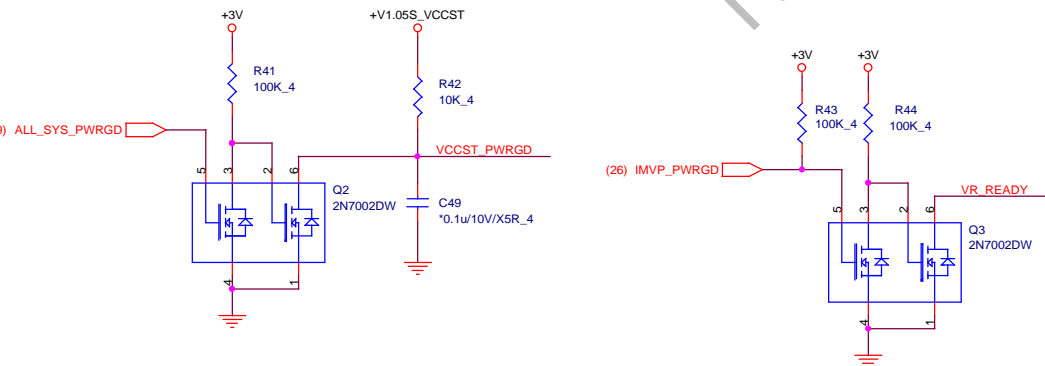 +3V
+V1.05S_VCCST
R41
100K_4
R42
10K_4
9) ALL_SYS_PWRGD
VCCST_PWRGD
5
3
2
6
Q2
2N7002DW
C49
*0.1u/10V/X5R_4
4
1
+3V
+3V
R43
100K_4
R44
100K_4
(26) IMVP_PWRGD
VR_READY
5
3
2
6
Q3
2N7002DW
4
1